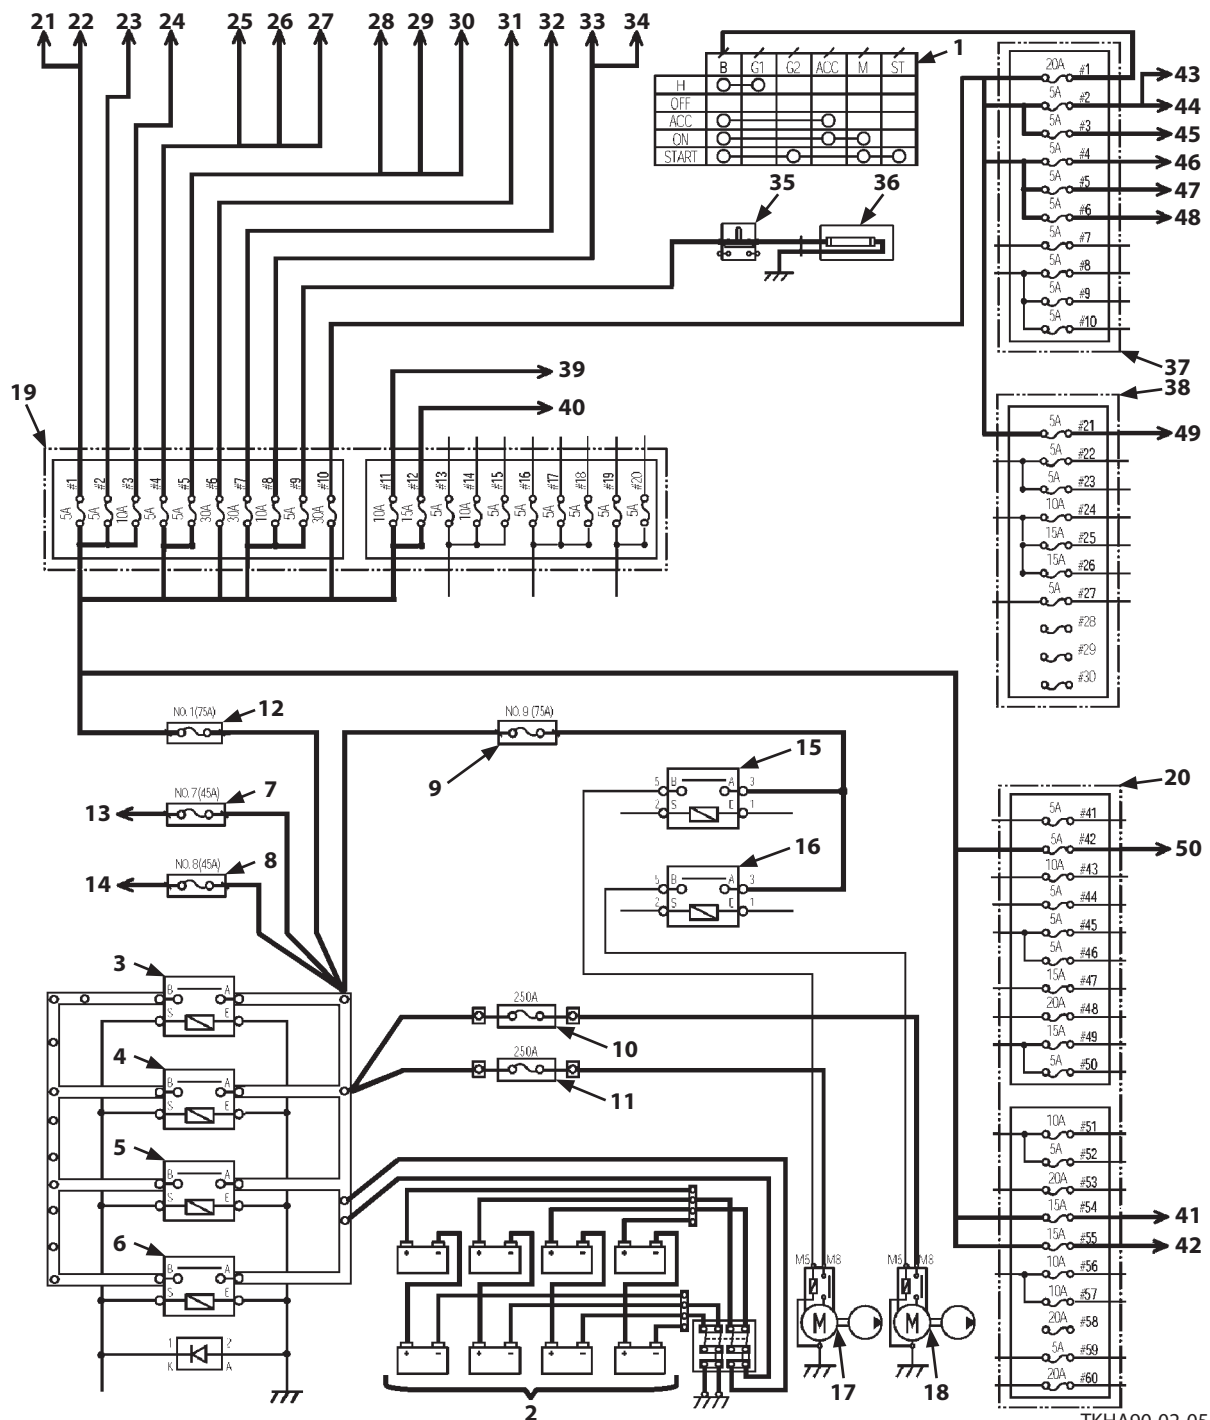 21 22 23 24 25 26 27 28 29 30 31 32 33 34
1
B G1 G2 ACC M ST
H
OFF
ACC
ON
START
35 36
20A #1
5A #2
5A #3
5A #4
5A #5
5A #6
5A #7
5A #8
5A #9
5A #10
43
44
45
46
47
48
37
38
39
40
19
#1 #2 #3 #4 #5 #6 #7 #8 #9 #10
5A 5A 10A 5A 5A 30A 30A 10A 5A 30A
#11 #12 #13 #14 #15 #16 #17 #18 #19 #20
10A 15A 5A 10A 5A 5A 5A 5A 5A 5A
5A #21
5A #22
5A #23
10A #24
15A #25
15A #26
5A #27
#28
#29
#30
49
NO.1(75A) 12
NO.9(75A) 9
NO.7(45A) 7
13
NO.8(45A) 8
14
15
5 B A 3
2 S E 1
16
5 B A 3
2 S E 1
20
5A #41
5A #42
10A #43
5A #44
5A #45
5A #46
15A #47
20A #48
15A #49
5A #50
50
10A #51
5A #52
20A #53
15A #54
15A #55
10A #56
10A #57
20A #58
5A #59
20A #60
41
42
3
B A
S E
4
B A
S E
5
B A
S E
6
B A
S E
1 2
K A
250A
10
250A
11
+ - + - + - + -
+ - + - + - + -
2
M5 M8
M
17
M5 M8
M
18